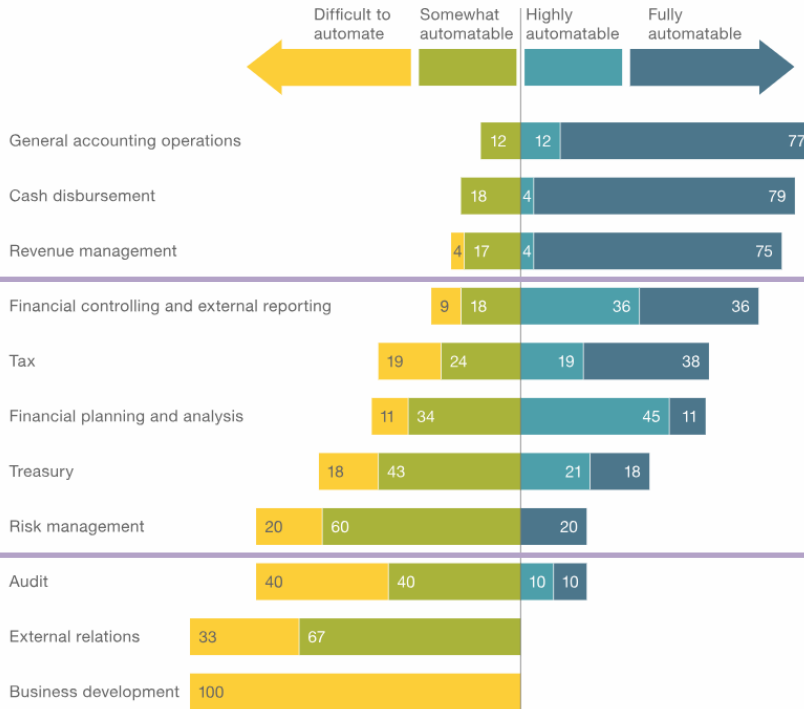 Difficult to automate
Somewhat automatable
Highly automatable
Fully automatable
General accounting operations 12 12 77
Cash disbursement 18 4 79
Revenue management 4 17 4 75
Financial controlling and external reporting 9 18 36 36
Tax 19 24 19 38
Financial planning and analysis 11 34 45 11
Treasury 18 43 21 18
Risk management 20 60 20
Audit 40 40 10 10
External relations 33 67
Business development 100